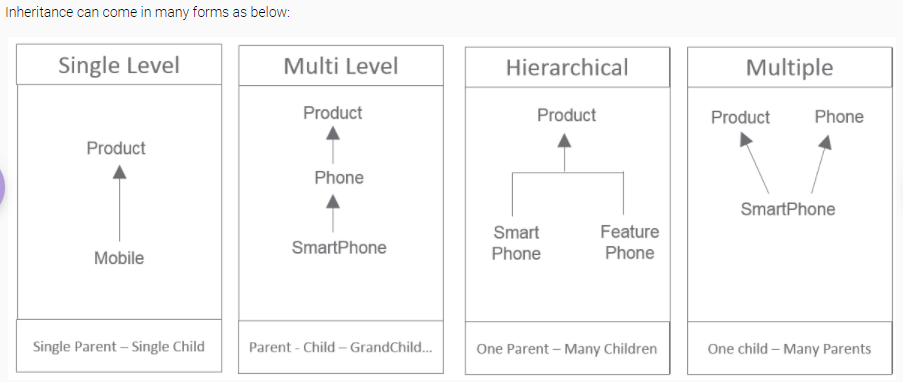 Inheritance can come in many forms as below:
Single Level
Product
Mobile
Single Parent – Single Child
Multi Level
Product
Phone
SmartPhone
Parent - Child – GrandChild...
Hierarchical
Product
Smart
Phone
Feature
Phone
One Parent – Many Children
Multiple
Product
Phone
SmartPhone
One child – Many Parents